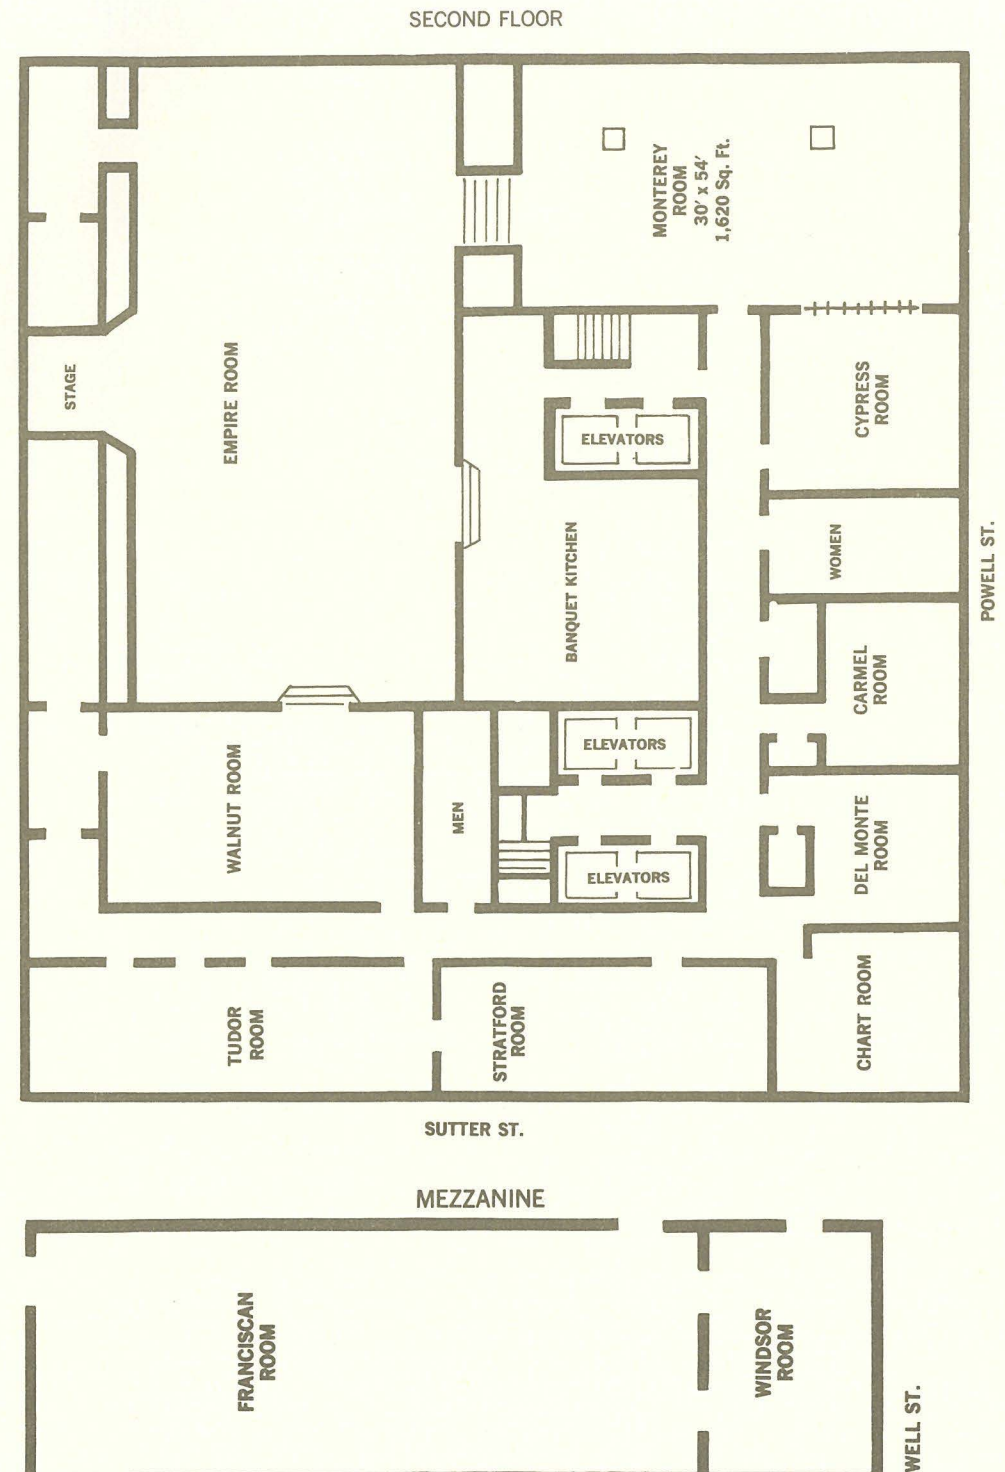 SECOND FLOOR
MONTEREY
ROOM
30' x 54'
1,620 Sq. Ft.
STAGE
EMPIRE ROOM
ELEVATORS
CYPRESS
ROOM
BANQUET KITCHEN
WOMEN
POWELL ST.
CARMEL
ROOM
WALNUT ROOM
MEN
ELEVATORS
ELEVATORS
DEL MONTE
ROOM
TUDOR
ROOM
STRATFORD
ROOM
CHART ROOM
SUTTER ST.
MEZZANINE
FRANCISCAN
ROOM
WINDSOR
ROOM
WELL ST.